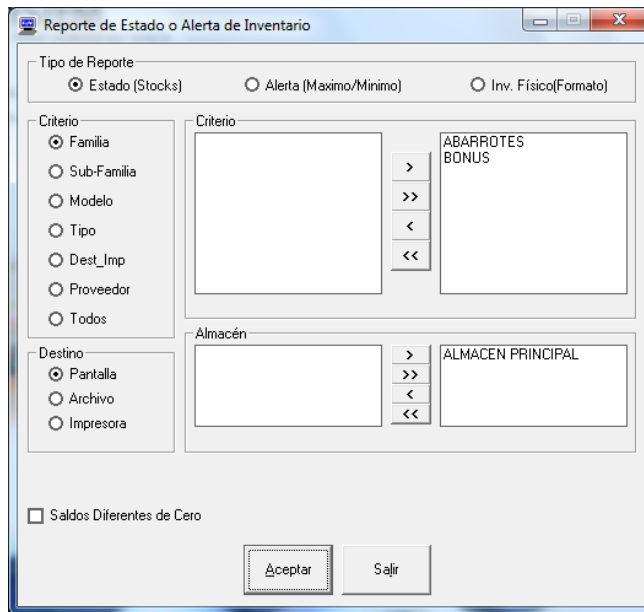 Reporte de Estado o Alerta de Inventario
Tipo de Reporte
Estado (Stocks)
Alerta (Maximo/Minimo)
Inv. Físico(Formato)
Criterio
Familia
Sub-Familia
Modelo
Tipo
Dest_Imp
Proveedor
Todos
Criterio
>
>>
<
<<
ABARROTES
BONUS
Destino
Pantalla
Archivo
Impresora
Almacén
>
>>
<
<<
ALMACEN PRINCIPAL
Saldos Diferentes de Cero
Aceptar
Salir